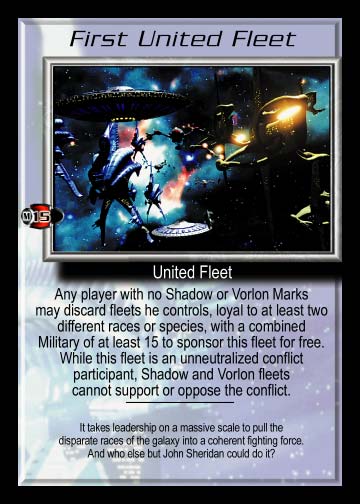 First United Fleet
M 15
United Fleet
Any player with no Shadow or Vorlon Marks
may discard fleets he controls, loyal to at least two
different races or species, with a combined
Military of at least 15 to sponsor this fleet for free.
While this fleet is an unneutralized conflict
participant, Shadow and Vorlon fleets
cannot support or oppose the conflict.
It takes leadership on a massive scale to pull the
disparate races of the galaxy into a coherent fighting force.
And who else but John Sheridan could do it?